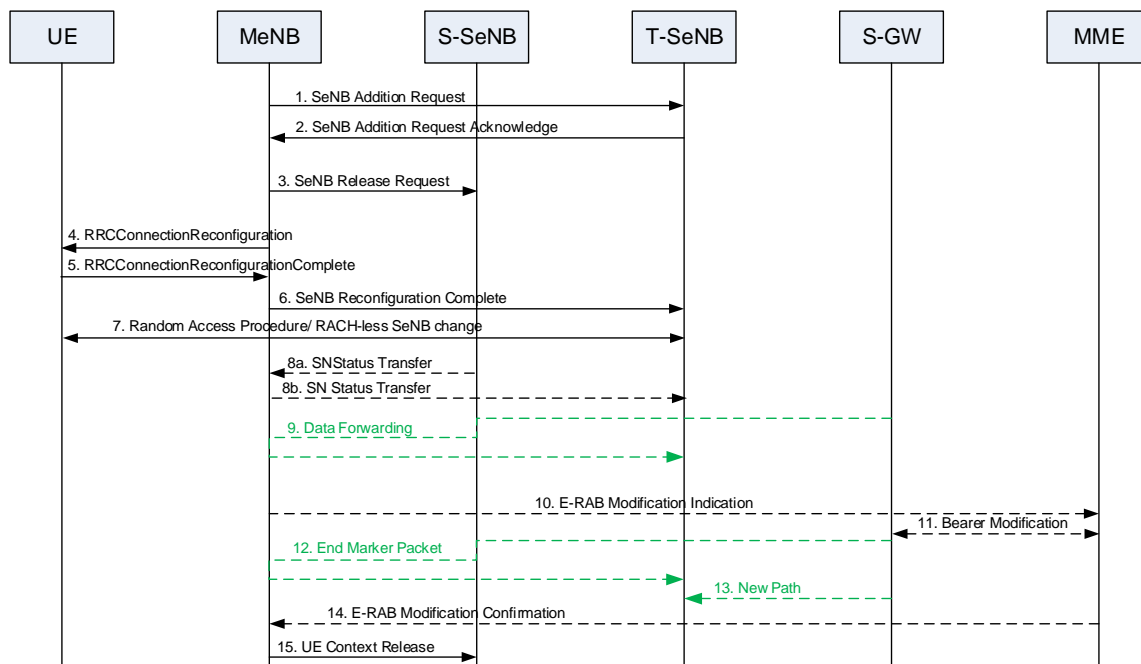 UE
MeNB
S-SeNB
T-SeNB
S-GW
MME
1. SeNB Addition Request
2. SeNB Addition Request Acknowledge
3. SeNB Release Request
4. RRCConnectionReconfiguration
5. RRCConnectionReconfigurationComplete
6. SeNB Reconfiguration Complete
7. Random Access Procedure/ RACH-less SeNB change
8a. SNStatus Transfer
8b. SN Status Transfer
9. Data Forwarding
10. E-RAB Modification Indication
11. Bearer Modification
12. End Marker Packet
13. New Path
14. E-RAB Modification Confirmation
15. UE Context Release